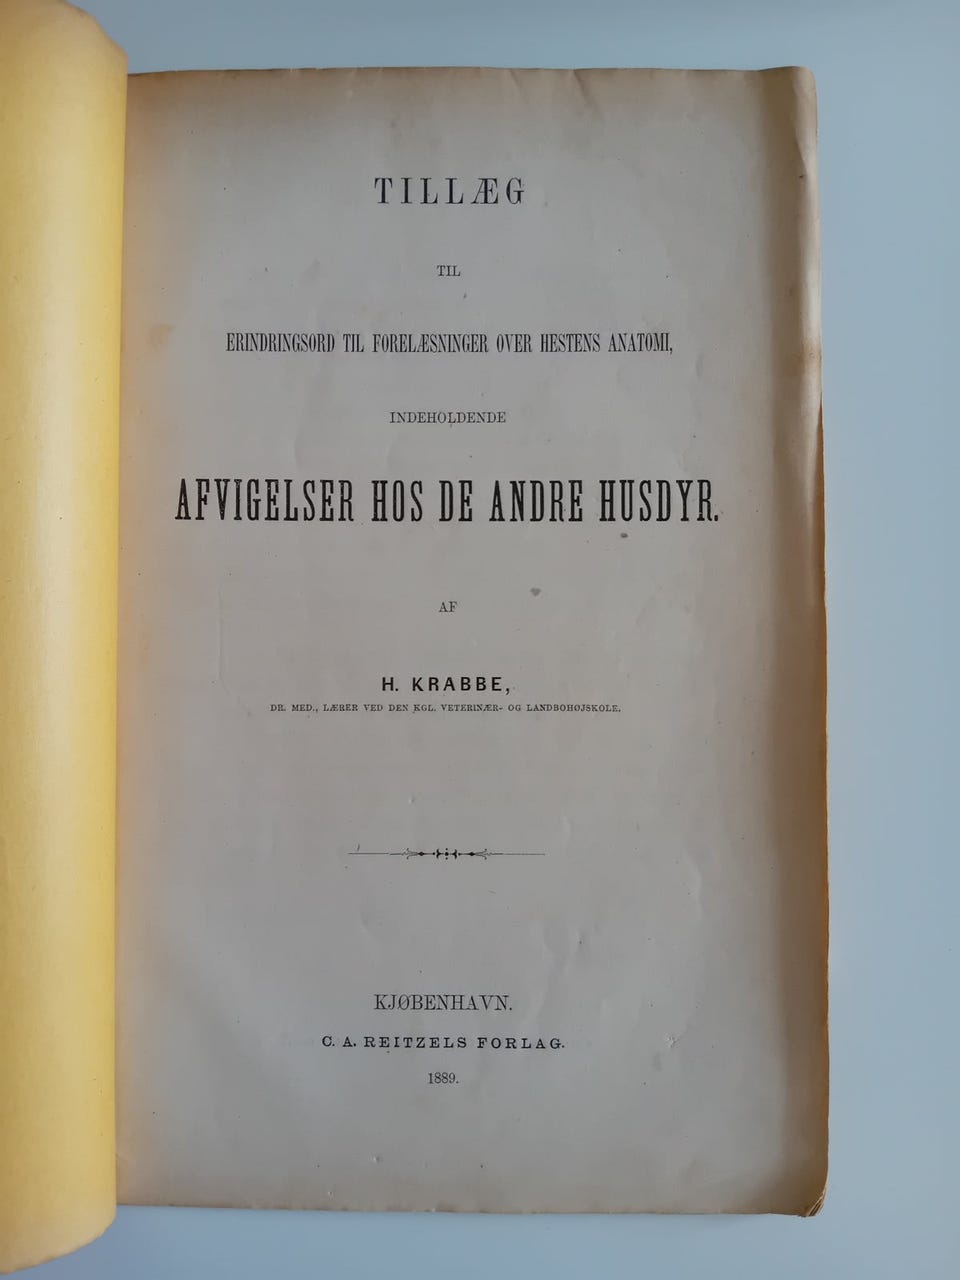 TILLÆG
TIL
ERINDRINGSORD TIL FORELÆSNINGER OVER HESTENS ANATOMI,
INDEHOLDENDE
AFVIGELSER HOS DE ANDRE HUSDYR.
AF
H. KRABBE,
DR. MED., LÆRER VED DEN KGL. VETERINÆR- OG LANDBOHØJSKOLE.
KJØBENHAVN.
C. A. REITZELS FORLAG.
1889.